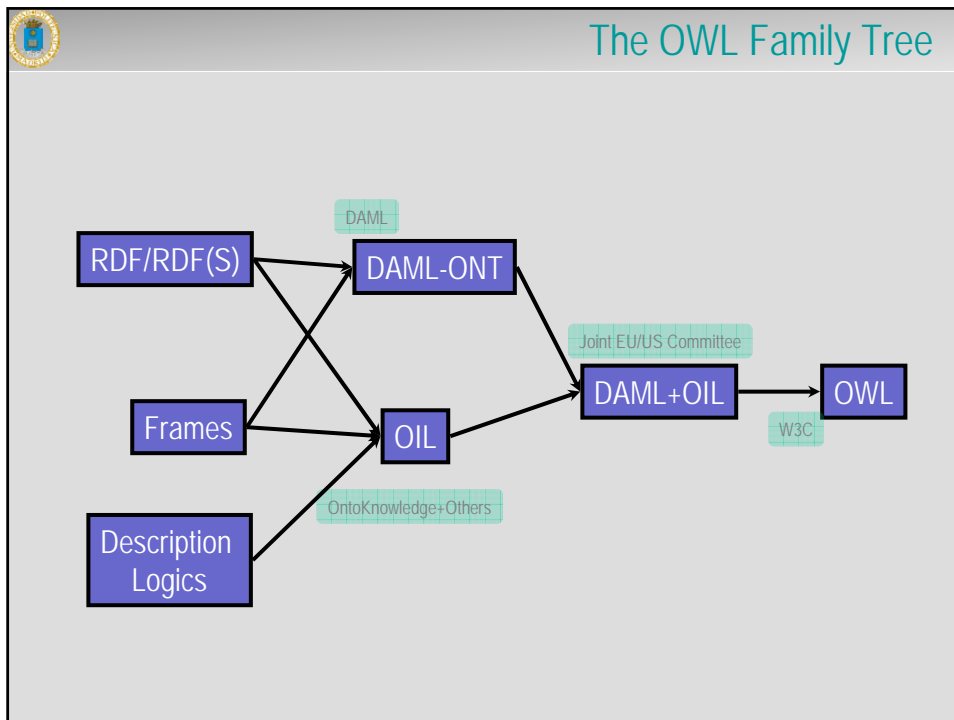 The OWL Family Tree
DAML
RDF/RDF(S)
DAML-ONT
Joint EU/US Committee
DAML+OIL
OWL
Frames
OIL
W3C
OntoKnowledge+Others
Description
Logics